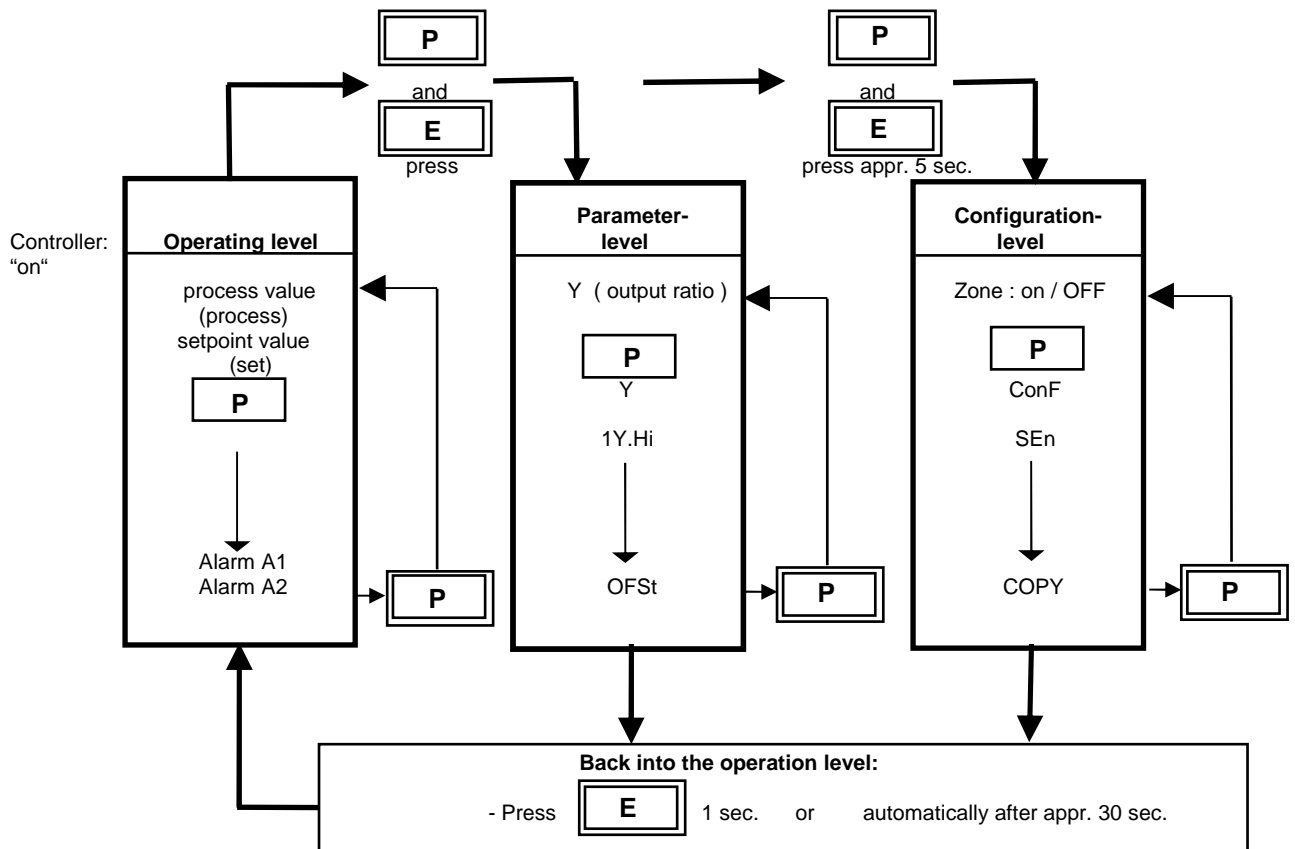 P
and
E
press
P
and
E
press appr. 5 sec.
Controller:
“on“
Operating level
process value
(process)
setpoint value
(set)
P
Alarm A1
Alarm A2
P
Parameter-
level
Y ( output ratio )
P
Y
1Y.Hi
OFSt
P
Configuration-
level
Zone : on / OFF
P
ConF
SEn
COPY
P
Back into the operation level:
- Press E 1 sec. or automatically after appr. 30 sec.